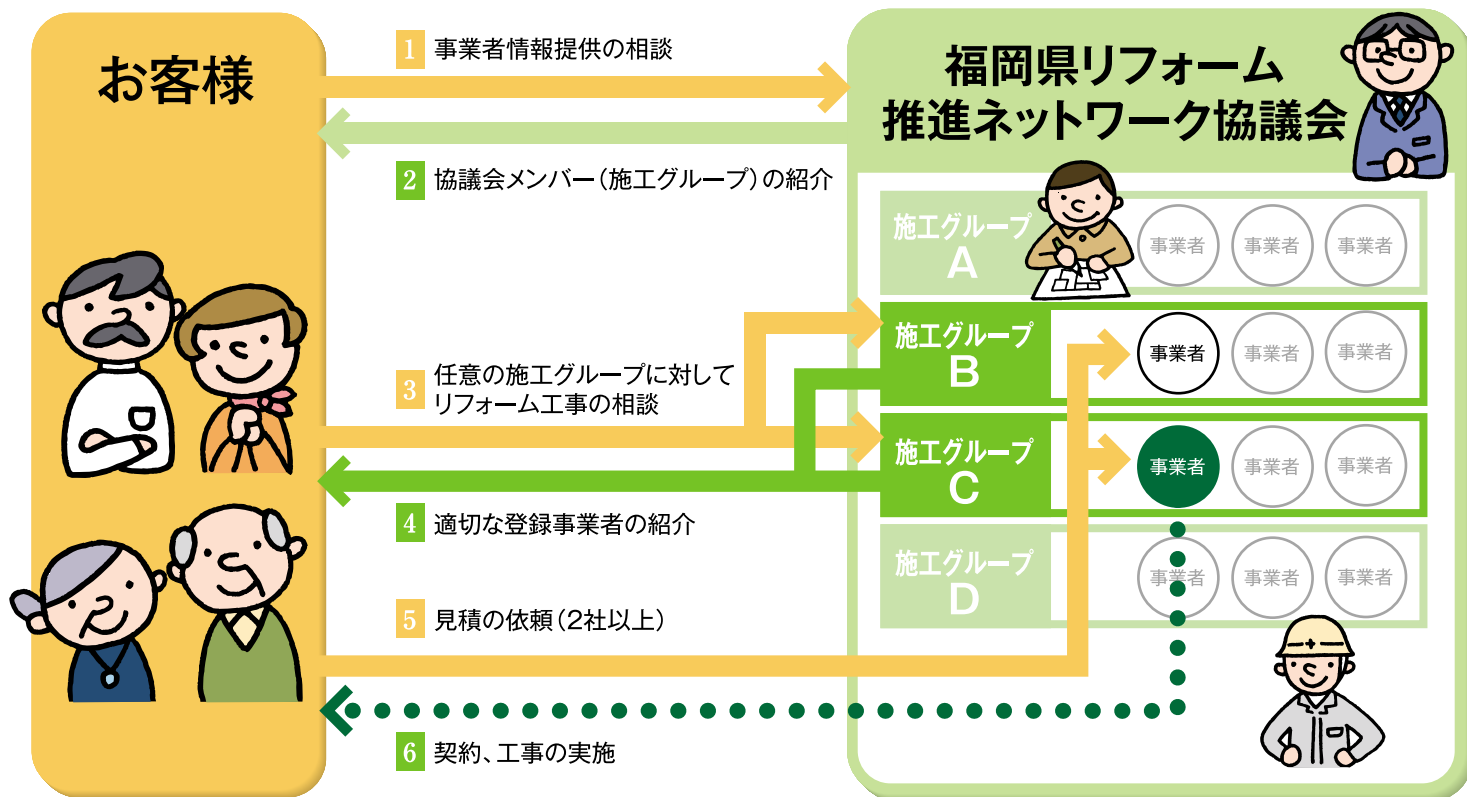 お客様
1 事業者情報提供の相談
2 協議会メンバー（施工グループ）の紹介
3 任意の施工グループに対して
リフォーム工事の相談
4 適切な登録事業者の紹介
5 見積の依頼（2社以上）
6 契約、工事の実施
福岡県リフォーム
推進ネットワーク協議会
施工グループ
A
事業者 事業者 事業者
施工グループ
B
事業者 事業者 事業者
施工グループ
C
事業者 事業者 事業者
施工グループ
D
事業者 事業者 事業者